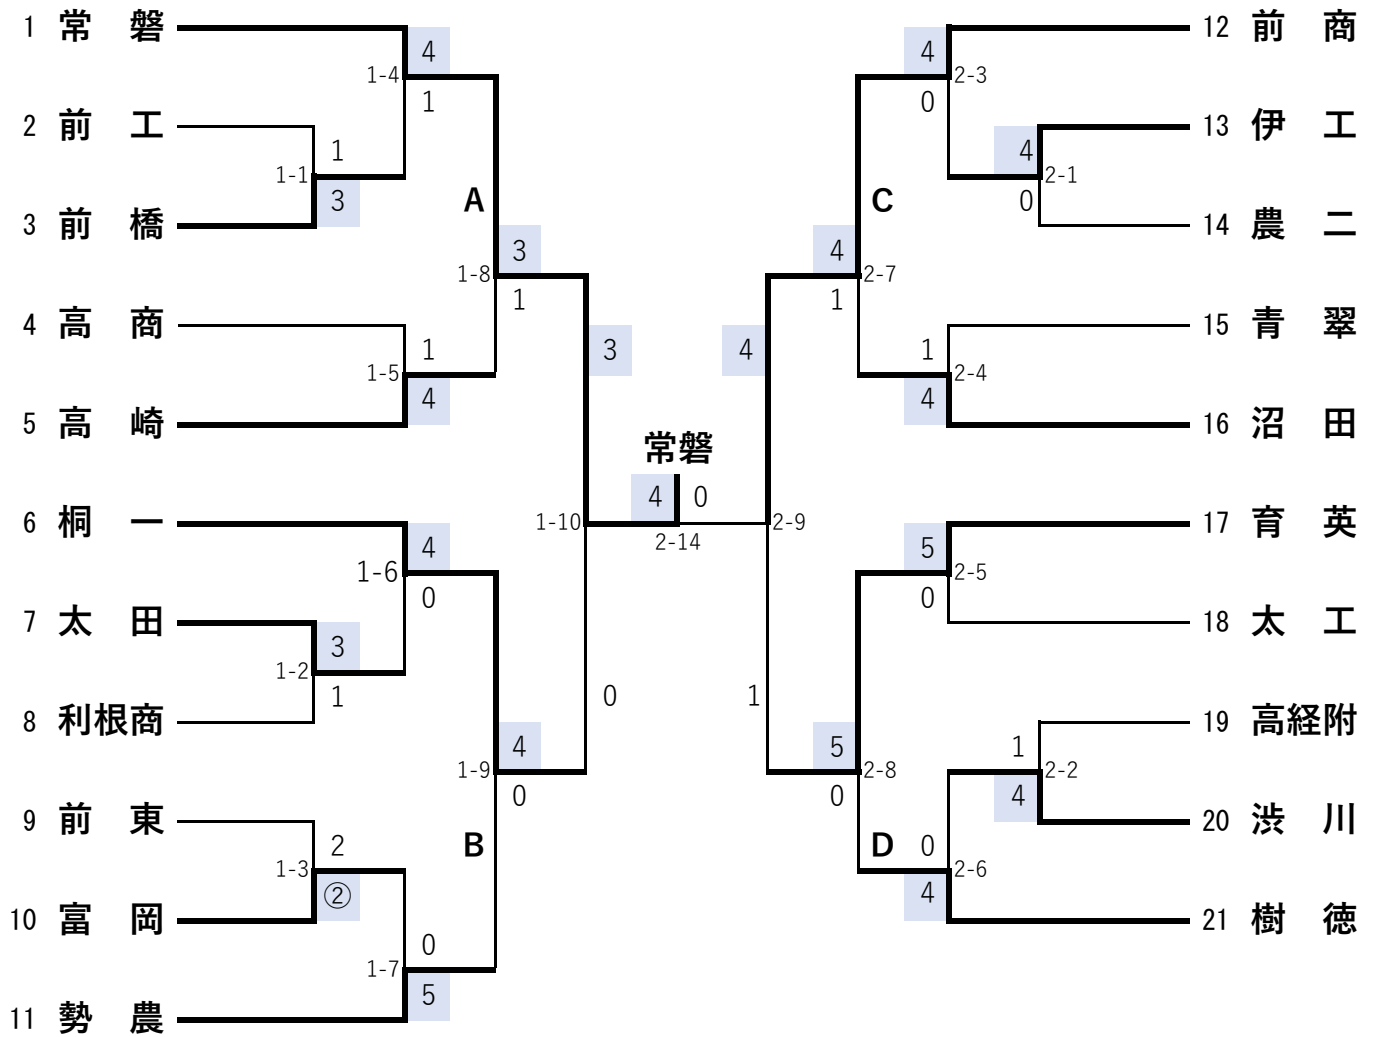 1 常 磐
4
1-4
1
2 前 工
1
1-1
3
3 前 橋
A
3
1-8
1
4 高 商
1
1-5
4
5 高 崎
3
6 桐 一
4
1-6
0
7 太 田
3
1-2
1
8 利根商
4
1-9
0
9 前 東
2
1-3
②
10 富 岡
B
0
1-7
5
11 勢 農
1-10
0
常磐
4 0
2-14
12 前 商
4
2-3
0
13 伊 工
4
2-1
0
14 農 二
C
4
2-7
1
15 青 翠
1
2-4
4
16 沼 田
4
2-9
1
17 育 英
5
2-5
0
18 太 工
5
2-8
0
19 高経附
1
2-2
4
20 渋 川
D
0
2-6
4
21 樹 徳